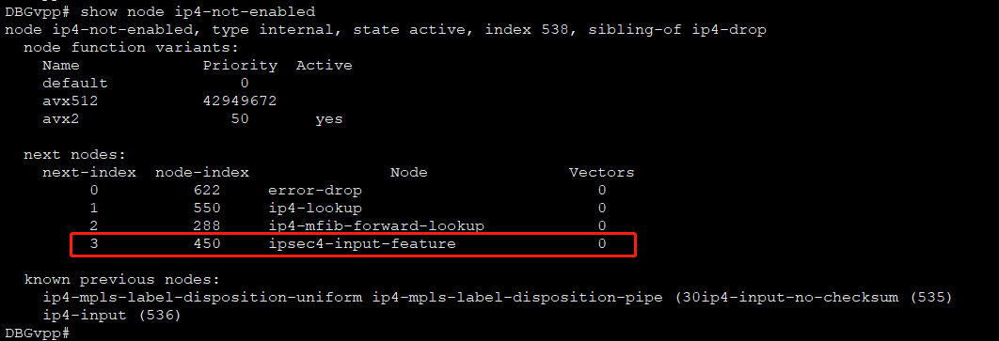 DBGvpp# show node ip4-not-enabled
node ip4-not-enabled, type internal, state active, index 538, sibling-of ip4-drop
node function variants:
Name Priority Active
default 0
avx512 42949672
avx2 50 yes
next nodes:
next-index node-index Node Vectors
0 622 error-drop 0
1 550 ip4-lookup 0
2 288 ip4-mfib-forward-lookup 0
3 450 ipsec4-input-feature 0
known previous nodes:
ip4-mpls-label-disposition-uniform ip4-mpls-label-disposition-pipe (30ip4-input-no-checksum (535)
ip4-input (536)
DBGvpp#